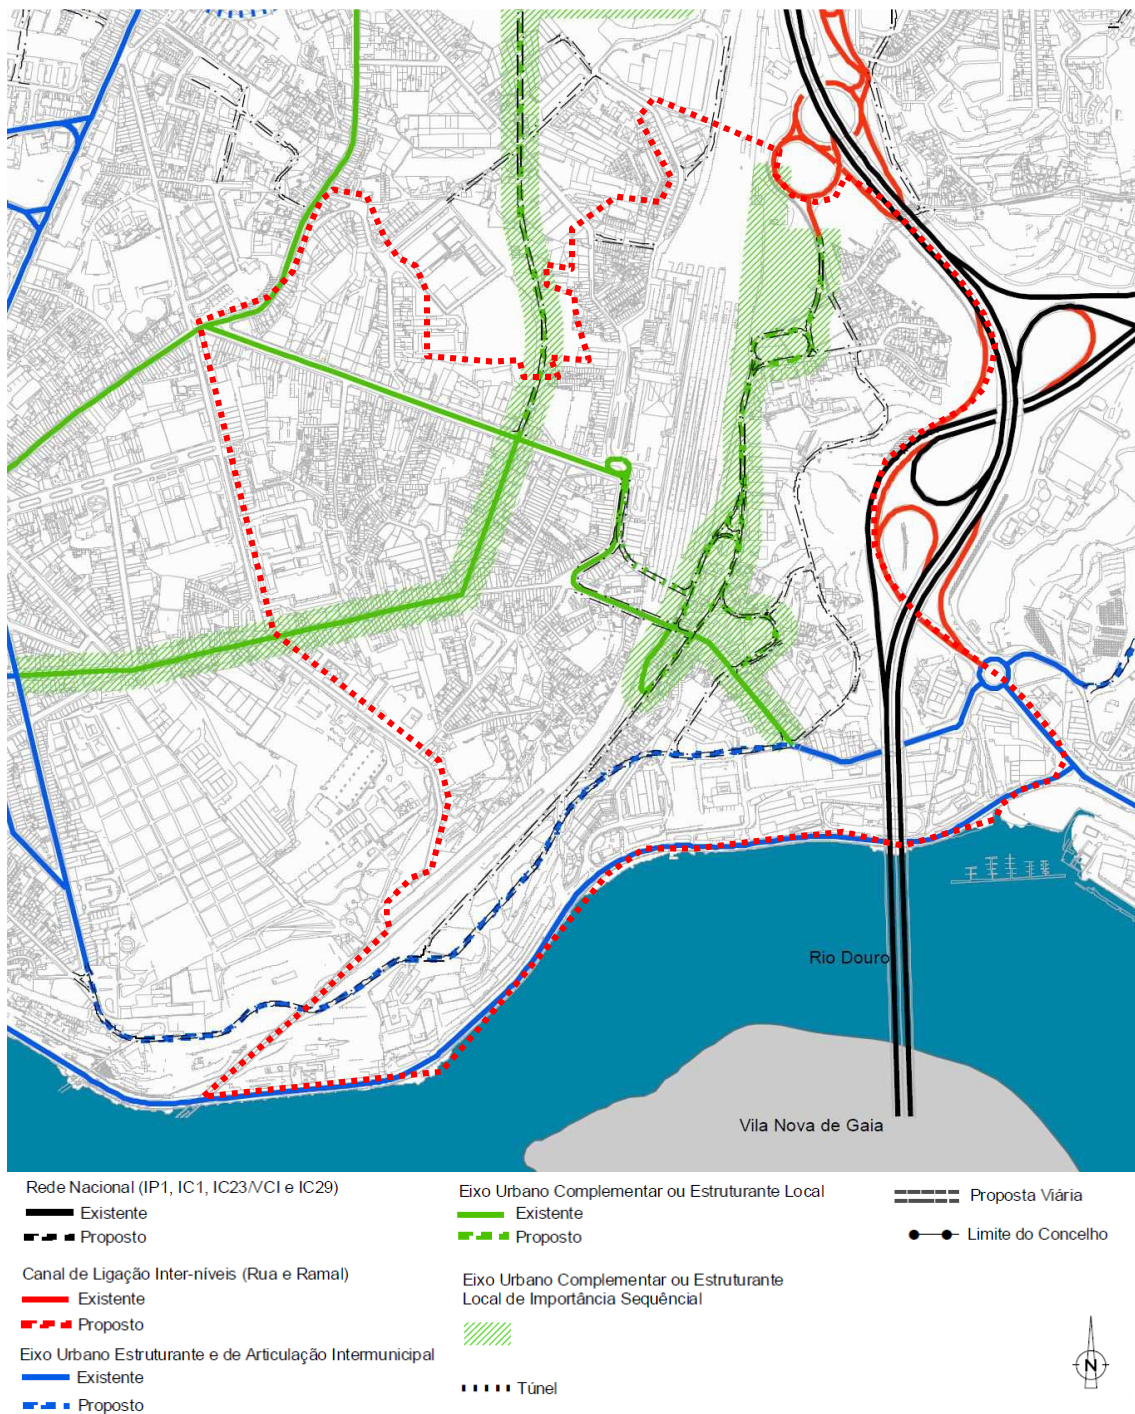 Rio Douro
Vila Nova de Gaia
Rede Nacional (IP1, IC1, IC23/VCI e IC29)
Existente
Proposto
Canal de Ligação Inter-níveis (Rua e Ramal)
Existente
Proposto
Eixo Urbano Estruturante e de Articulação Intermunicipal
Existente
Proposto
Eixo Urbano Complementar ou Estruturante Local
Existente
Proposto
Eixo Urbano Complementar ou Estruturante
Local de Importância Sequêncial
Túnel
Proposta Viária
Limite do Concelho
N